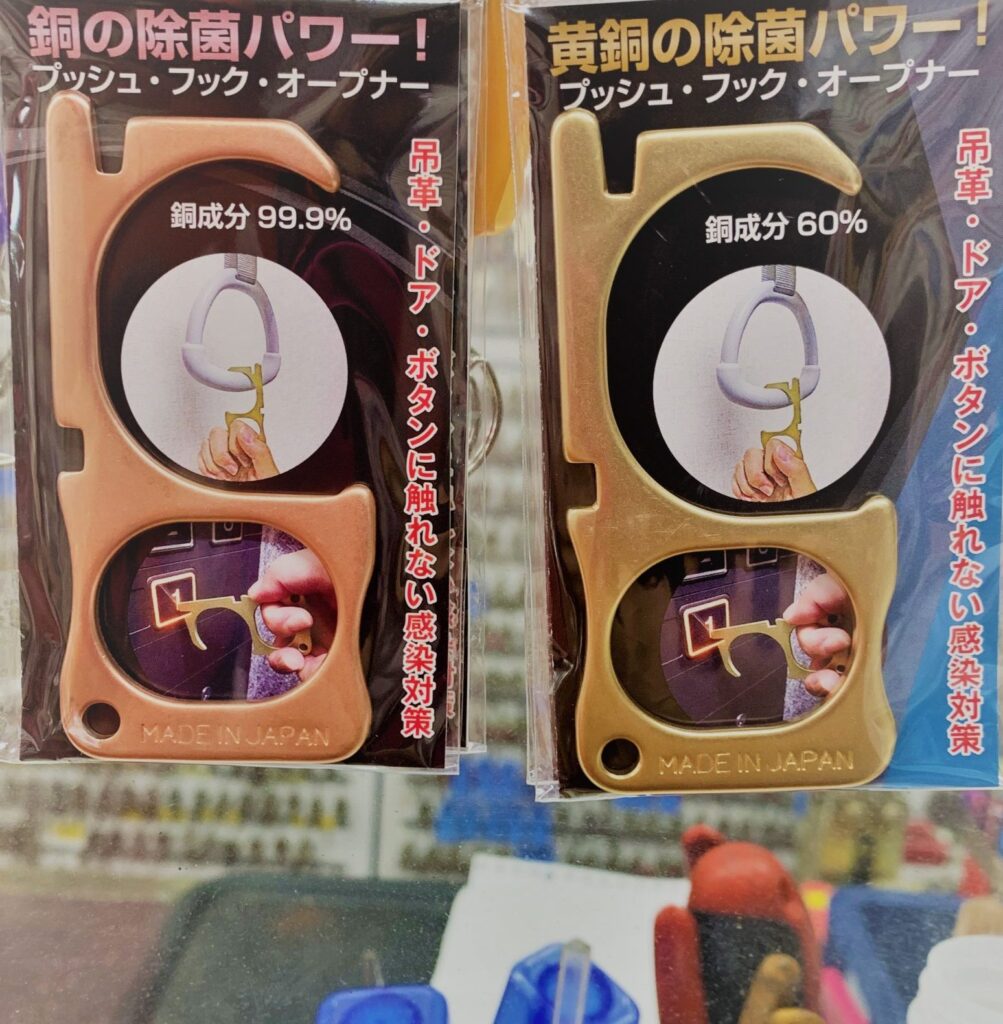 銅の除菌パワー!
プッシュ・フック・オープナー
銅成分 99.9%
吊革・ドア・ボタンに触れない感染対策
MADE IN JAPAN
黄銅の除菌パワー!
プッシュ・フック・オープナー
銅成分 60%
吊革・ドア・ボタンに触れない感染対策
MADE IN JAPAN